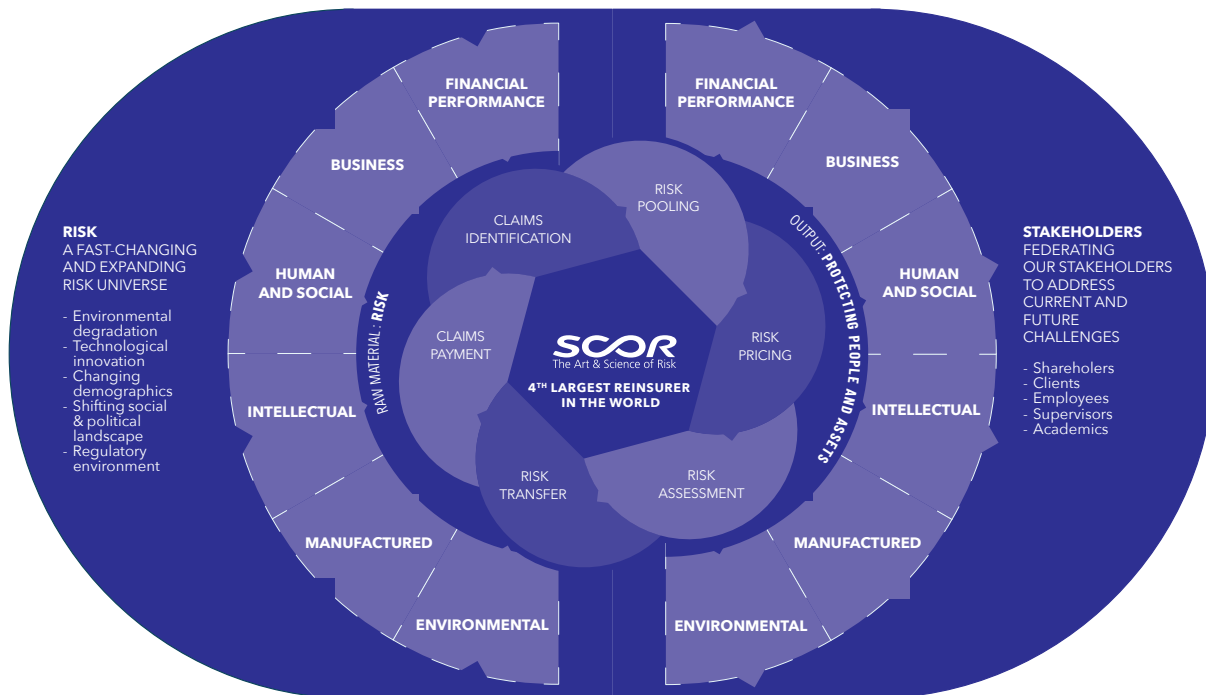 RISK
A FAST-CHANGING
AND EXPANDING
RISK UNIVERSE
- Environmental
degradation
- Technological
innovation
- Changing
demographics
- Shifting social
& political
landscape
- Regulatory
environment
FINANCIAL
PERFORMANCE
BUSINESS
HUMAN
AND SOCIAL
INTELLECTUAL
MANUFACTURED
ENVIRONMENTAL
RAW MATERIAL : RISK
CLAIMS
IDENTIFICATION
RISK
POOLING
CLAIMS
PAYMENT
RISK
PRICING
SCOR
The Art & Science of Risk
4TH LARGEST REINSURER
IN THE WORLD
RISK
TRANSFER
RISK
ASSESSMENT
OUTPUT: PROTECTING PEOPLE AND ASSETS
FINANCIAL
PERFORMANCE
BUSINESS
HUMAN
AND SOCIAL
INTELLECTUAL
MANUFACTURED
ENVIRONMENTAL
STAKEHOLDERS
FEDERATING
OUR STAKEHOLDERS
TO ADDRESS
CURRENT AND
FUTURE
CHALLENGES
- Shareholers
- Clients
- Employees
- Supervisors
- Academics